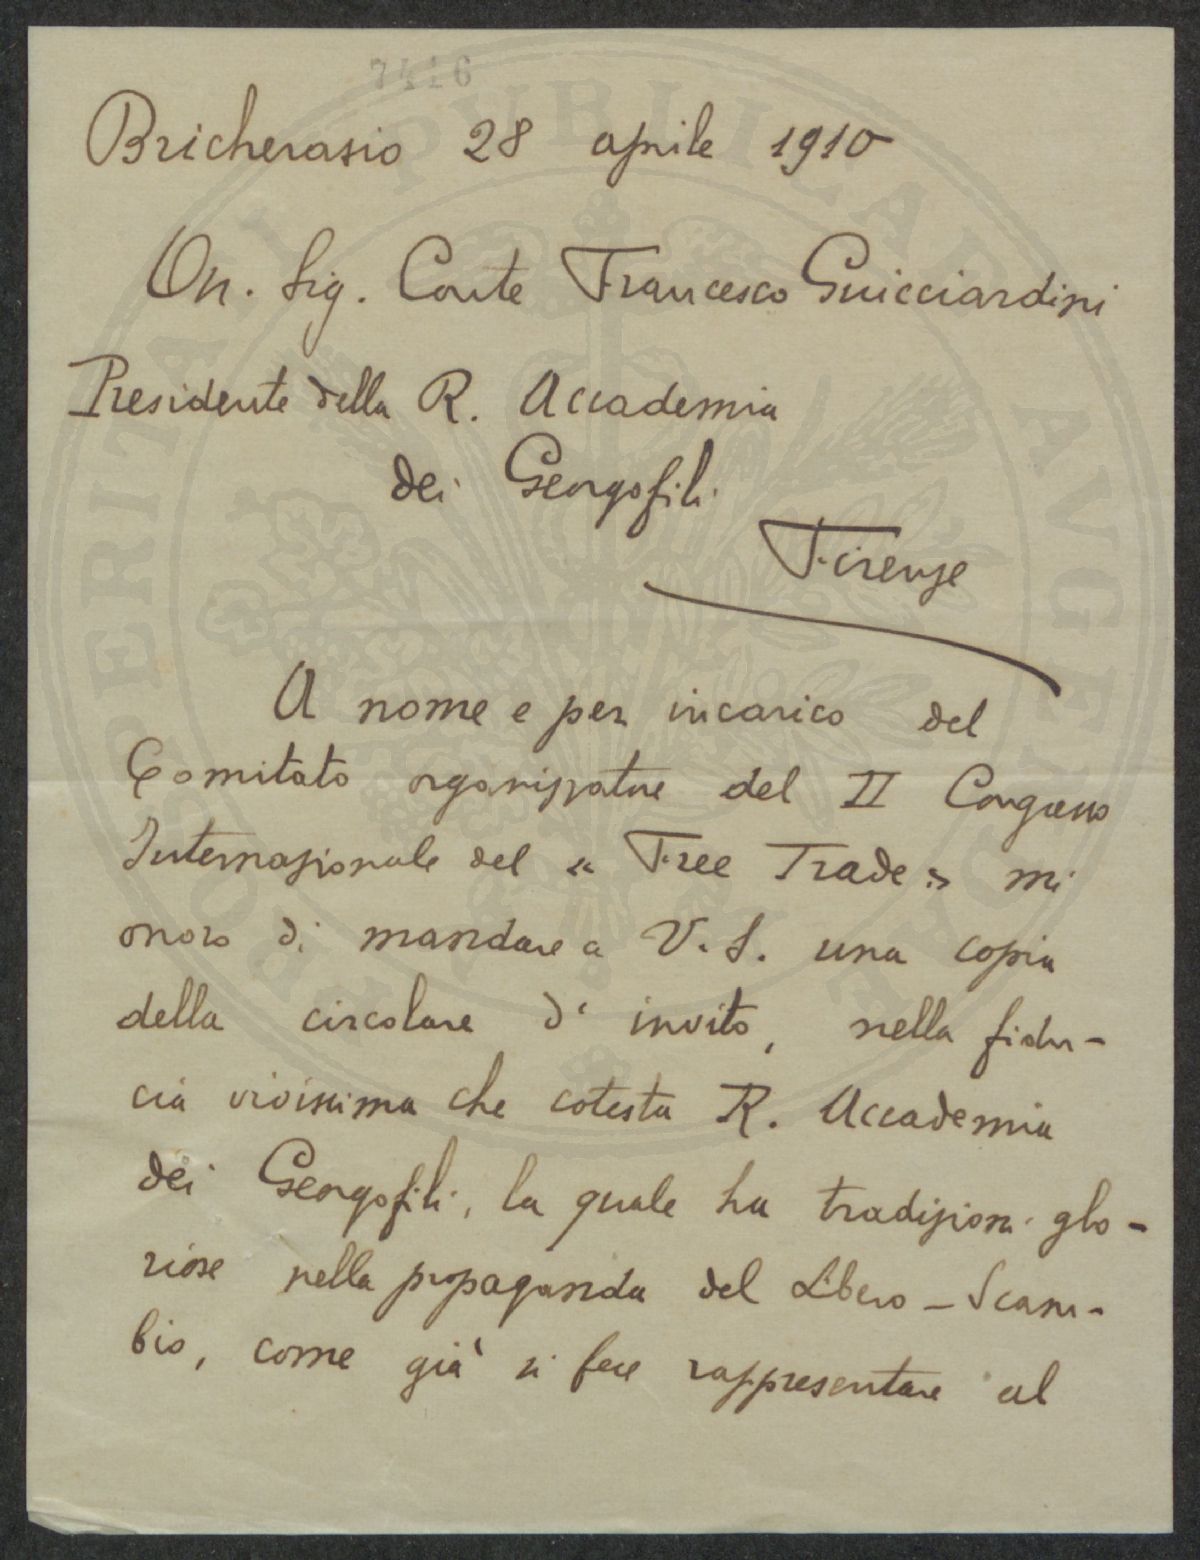 7416
Bricherasio 28 aprile 1910
On. Sig. Conte Francesco Guicciardini
Presidente della R. Accademia
dei Georgofili
Firenze
A nome e per incarico del
Comitato organizzatore del II Congresso
Internazionale del « Free Trade » mi
onoro di mandare a V. S. una copia
della circolare d'invito, nella fidu-
cia vivissima che cotesta R. Accademia
dei Georgofili, la quale ha tradizioni glo-
riose nella propaganda del Libero-Scam-
bio, come già si fece rappresentare al
PROSPERITATI PUBLICAE AUGENDAE